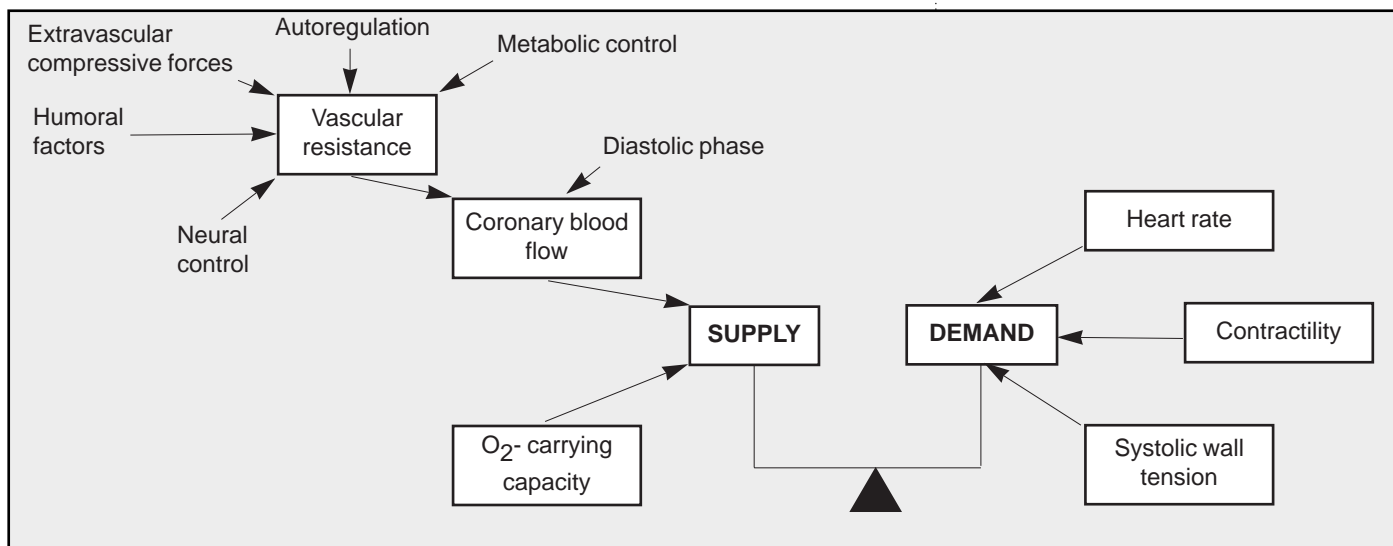 Extravascular
compressive forces
Autoregulation
Metabolic control
Humoral
factors
Vascular
resistance
Neural
control
Diastolic phase
Coronary blood
flow
SUPPLY
O2- carrying
capacity
DEMAND
Heart rate
Contractility
Systolic wall
tension